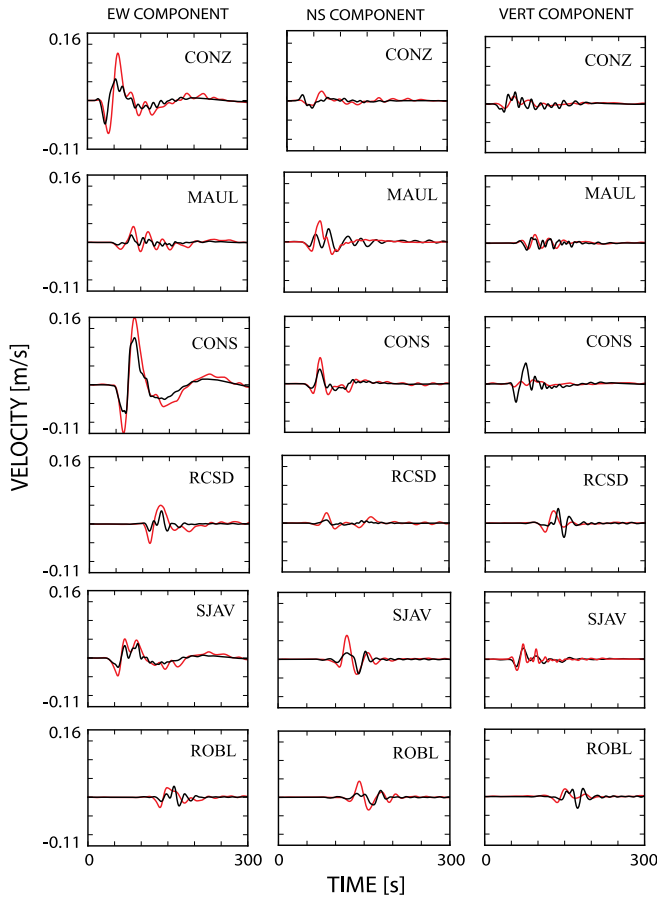 EW COMPONENT NS COMPONENT VERT COMPONENT
0.16 CONZ CONZ CONZ
-0.11
0.16 MAUL MAUL MAUL
-0.11
0.16 CONS CONS CONS
-0.11
0.16 RCSD RCSD RCSD
-0.11
0.16 SJAV SJAV SJAV
-0.11
0.16 ROBL ROBL ROBL
0.11
0 300 0 300 0 300
TIME [s]
VELOCITY [m/s]